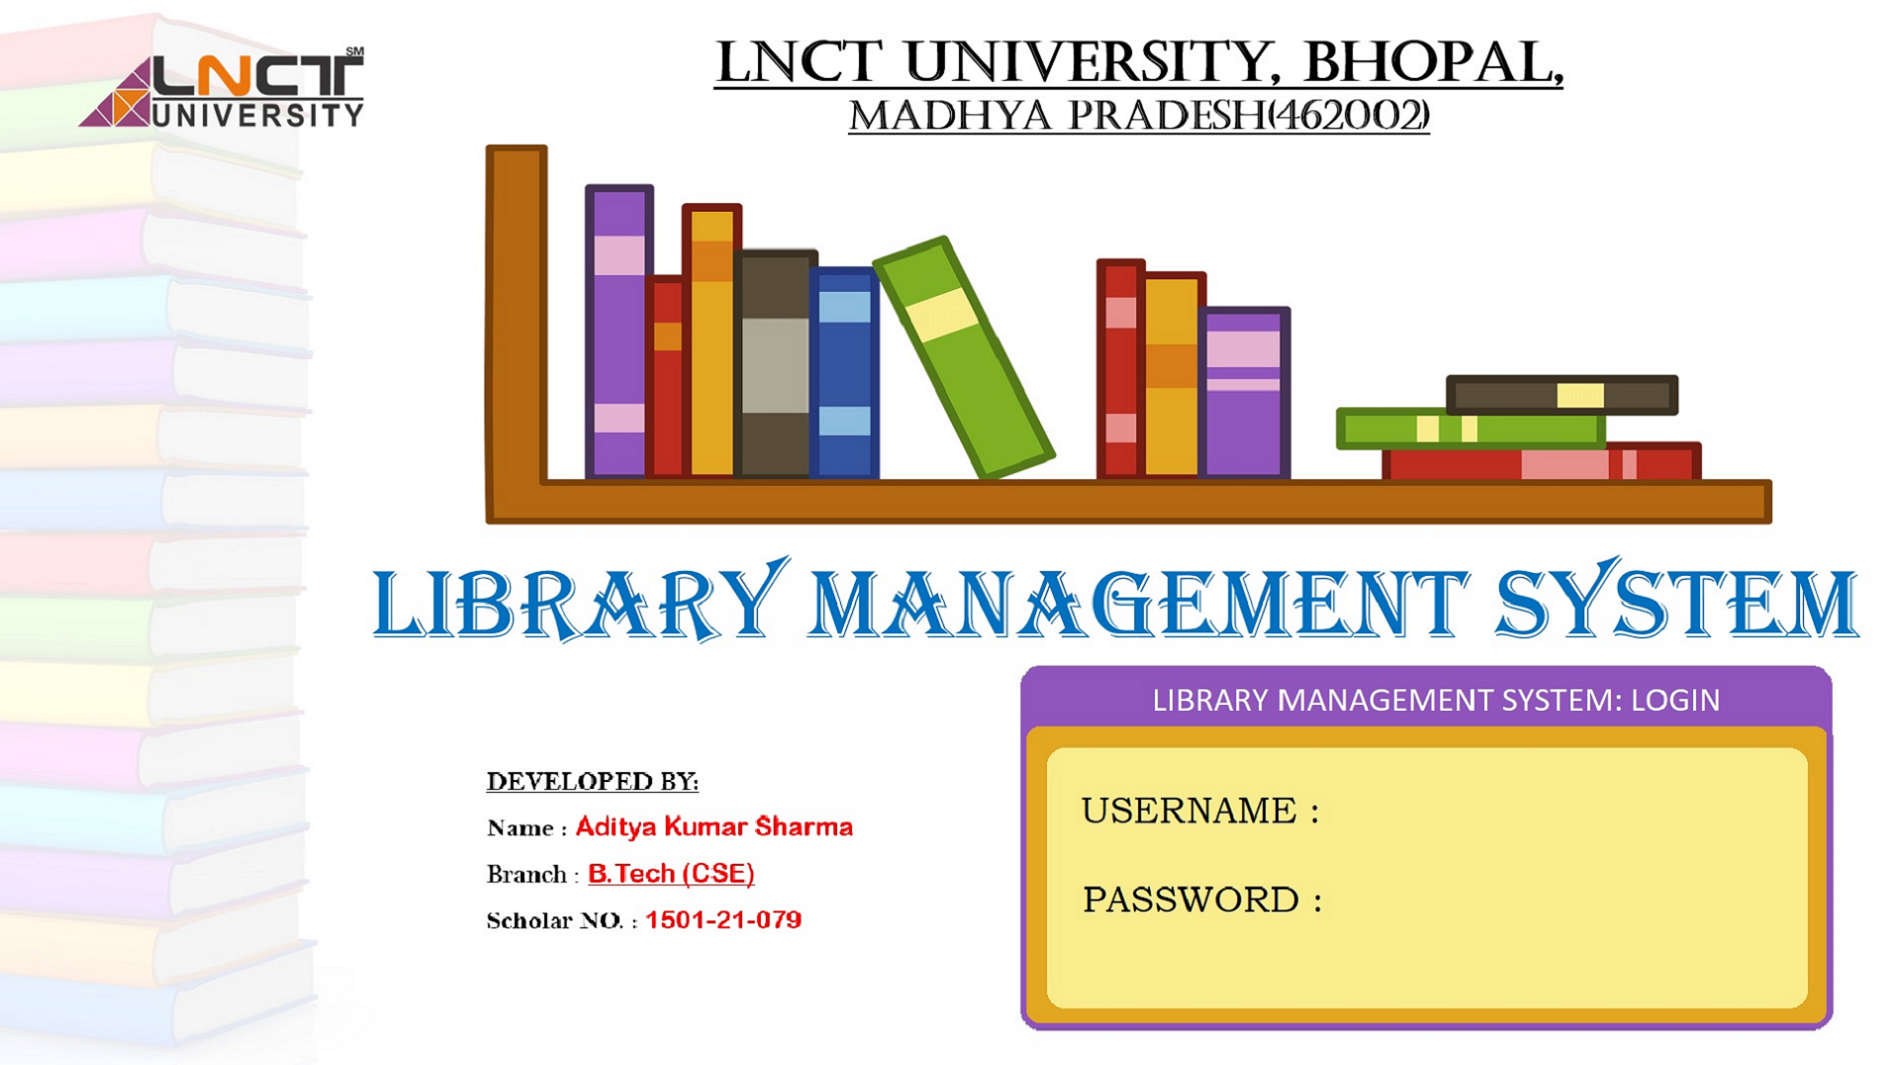 LNCT SM
UNIVERSITY
LNCT UNIVERSITY, BHOPAL,
MADHYA PRADESH(462002)
LIBRARY MANAGEMENT SYSTEM
DEVELOPED BY:
Name : Aditya Kumar Sharma
Branch : B.Tech (CSE)
Scholar NO. : 1501-21-079
LIBRARY MANAGEMENT SYSTEM: LOGIN
USERNAME :
PASSWORD :